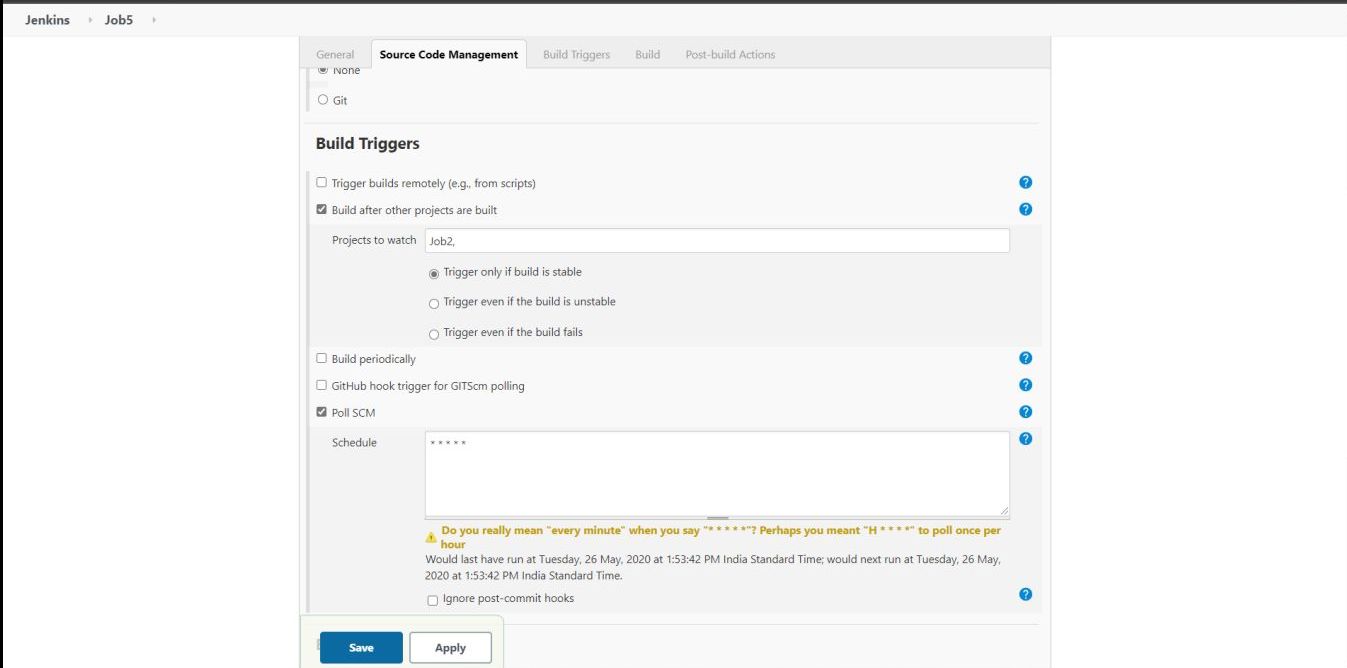 Jenkins Job5
General Source Code Management Build Triggers Build Post-build Actions
None
Git
Build Triggers
Trigger builds remotely (e.g., from scripts)
Build after other projects are built
Projects to watch Job2,
Trigger only if build is stable
Trigger even if the build is unstable
Trigger even if the build fails
Build periodically
GitHub hook trigger for GITScm polling
Poll SCM
Schedule * * * * *
Do you really mean "every minute" when you say "* * * * *"? Perhaps you meant "H * * * *" to poll once per
hour
Would last have run at Tuesday, 26 May, 2020 at 1:53:42 PM India Standard Time; would next run at Tuesday, 26 May,
2020 at 1:53:42 PM India Standard Time.
Ignore post-commit hooks
Save Apply